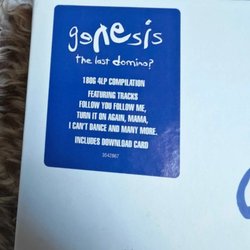 genesis
the last domino?
180G 4LP COMPILATION
FEATURING TRACKS
FOLLOW YOU FOLLOW ME,
TURN IT ON AGAIN, MAMA,
I CAN'T DANCE AND MANY MORE.
INCLUDES DOWNLOAD CARD
3542867